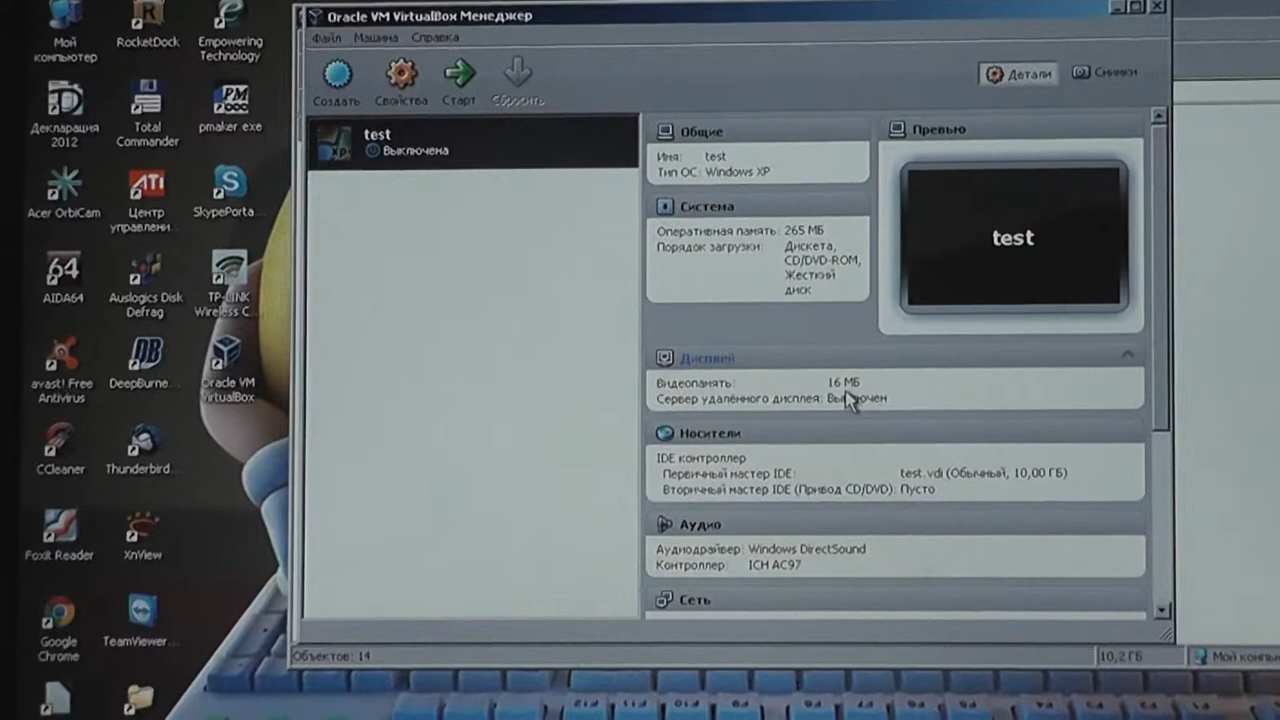 Мой
компьютер
RocketDock
Empowering
Technology
Декларация
2012
Total
Commander
pmaker.exe
Acer OrbiCam
Центр
управлени...
SkypePorta...
AIDA64
Auslogics Disk
Defrag
TP-LINK
Wireless C...
avast! Free
Antivirus
DeepBurne...
Oracle VM
VirtualBox
CCleaner
Thunderbird...
Foxit Reader
XnView
Google
Chrome
TeamViewer...
Oracle VM VirtualBox Менеджер
Файл Машина Справка
Создать Свойства Старт Сбросить
Детали Снимки
test
Выключена
Общие
Имя: test
Тип ОС: Windows XP
Система
Оперативная память: 265 МБ
Порядок загрузки: Дискета,
CD/DVD-ROM,
Жесткий
диск
Превью
test
Дисплей
Видеопамять: 16 МБ
Сервер удалённого дисплея: Выключен
Носители
IDE контроллер
Первичный мастер IDE: test.vdi (Обычный, 10,00 ГБ)
Вторичный мастер IDE (Привод CD/DVD): Пусто
Аудио
Аудиодрайвер: Windows DirectSound
Контроллер: ICH AC97
Сеть
Объектов: 14
10,2 ГБ
Мой компь